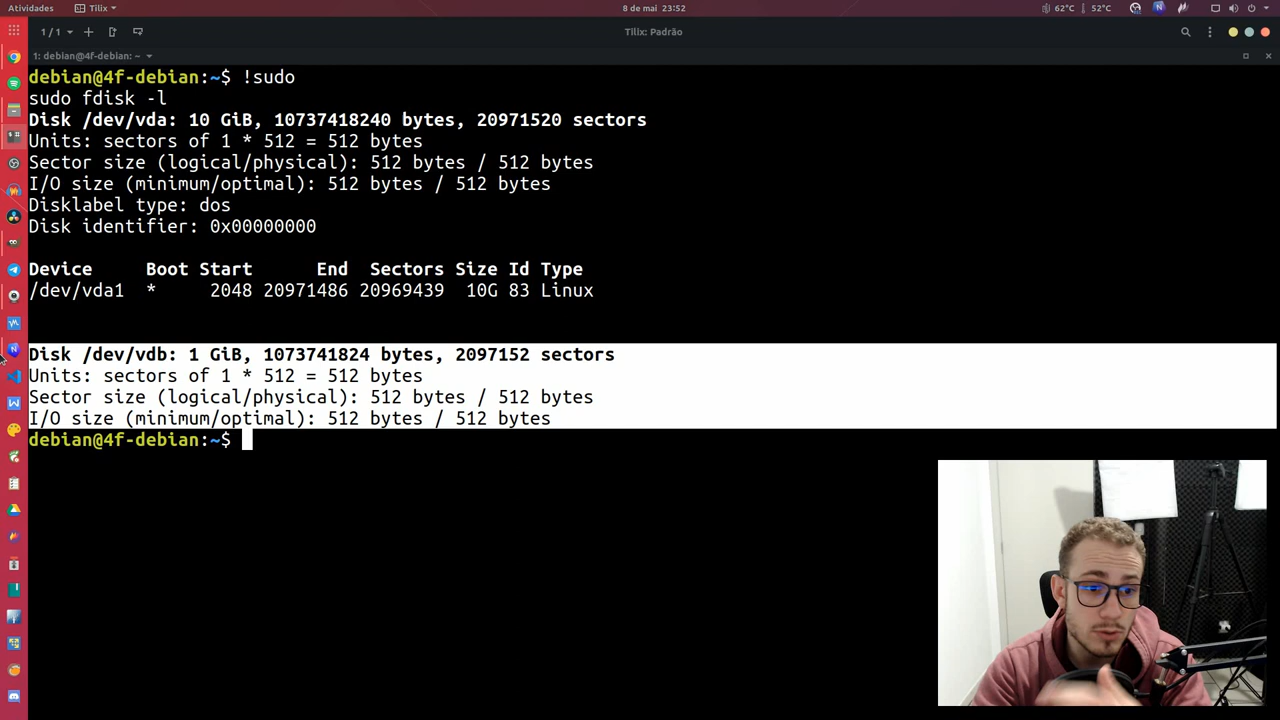 Atividades
Tilix
8 de mai 23:52
62°C
52°C
1 / 1
Tilix: Padrão
1: debian@4f-debian: ~
debian@4f-debian:~$ !sudo
sudo fdisk -l
Disk /dev/vda: 10 GiB, 10737418240 bytes, 20971520 sectors
Units: sectors of 1 * 512 = 512 bytes
Sector size (logical/physical): 512 bytes / 512 bytes
I/O size (minimum/optimal): 512 bytes / 512 bytes
Disklabel type: dos
Disk identifier: 0x00000000
Device Boot Start End Sectors Size Id Type
/dev/vda1 * 2048 20971486 20969439 10G 83 Linux
Disk /dev/vdb: 1 GiB, 1073741824 bytes, 2097152 sectors
Units: sectors of 1 * 512 = 512 bytes
Sector size (logical/physical): 512 bytes / 512 bytes
I/O size (minimum/optimal): 512 bytes / 512 bytes
debian@4f-debian:~$